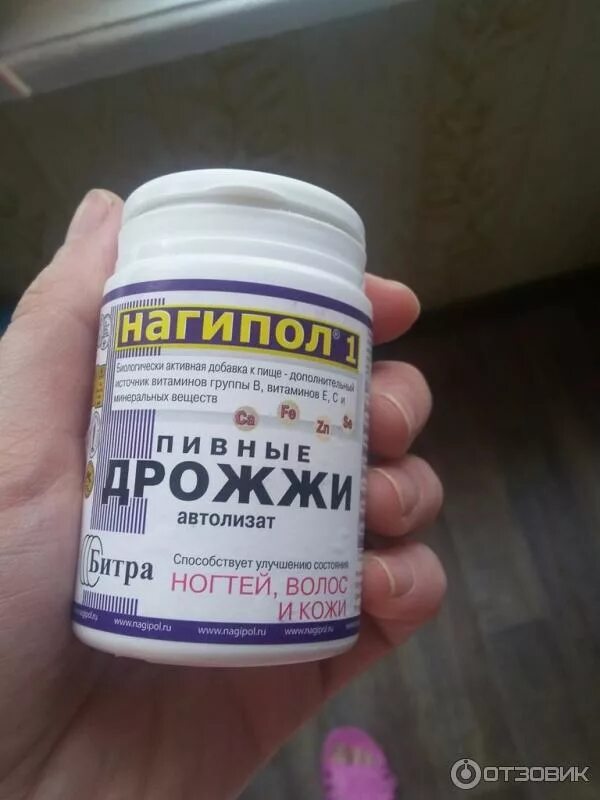 НАГИПОЛ® 1
Биологически активная добавка к пище - дополнительный
источник витаминов группы В, витаминов Е, С и
минеральных веществ
Ca Fe Zn Se
ПИВНЫЕ
ДРОЖЖИ
автолизат
Битра
Способствует улучшению состояния
НОГТЕЙ, ВОЛОС
И КОЖИ
www.nagipol.ru www.nagipol.ru www.nagipol.ru
ОТЗОВИК